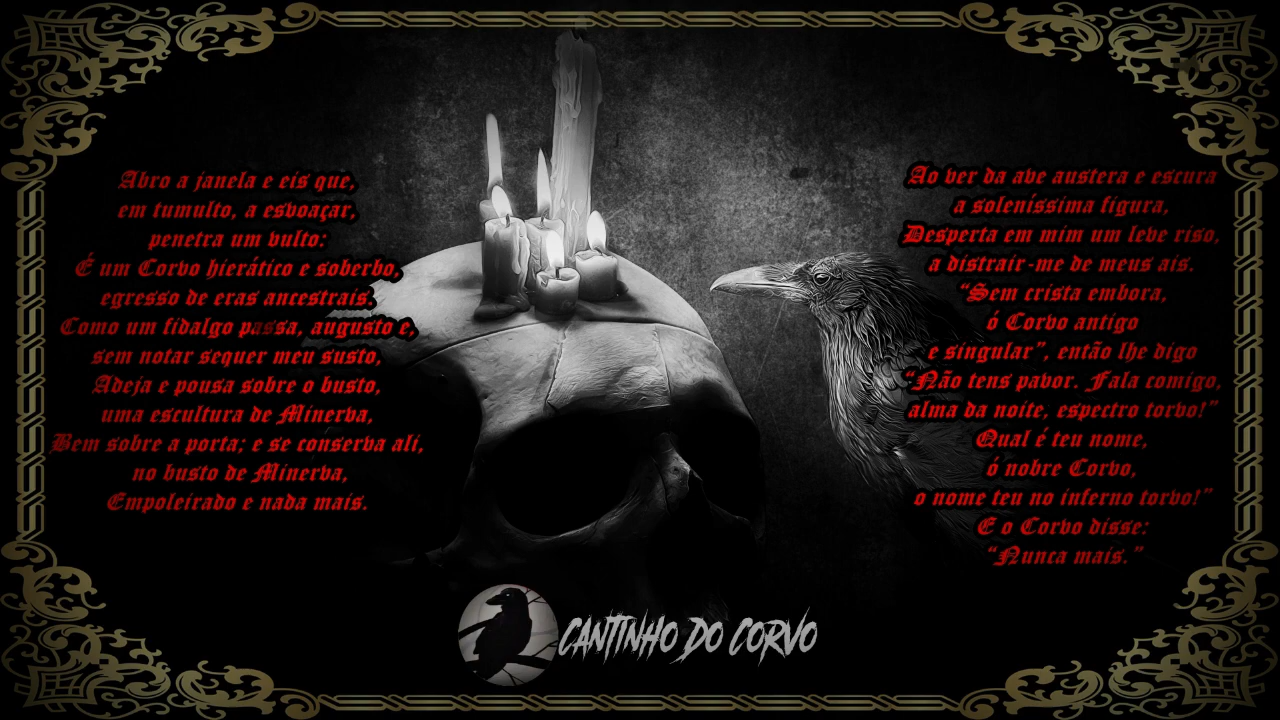 Abro a janela e eis que,
em tumulto, a esvoaçar,
penetra um vulto:
É um Corvo hierático e soberbo,
egresso de eras ancestrais.
Como um fidalgo passa, augusto e,
sem notar sequer meu susto,
Adeja e pousa sobre o busto,
uma escultura de Minerva,
Bem sobre a porta; e se conserva ali,
no busto de Minerva,
Empoleirado e nada mais.
Ao ver da ave austera e escura
a soleníssima figura,
Desperta em mim um leve riso,
a distrair-me de meus ais.
“Sem crista embora,
ó Corvo antigo
e singular”, então lhe digo
“Não tens pavor. Fala comigo,
alma da noite, espectro torvo!”
Qual é teu nome,
ó nobre Corvo,
o nome teu no inferno torvo!”
E o Corvo disse:
“Nunca mais.”
CANTINHO DO CORVO